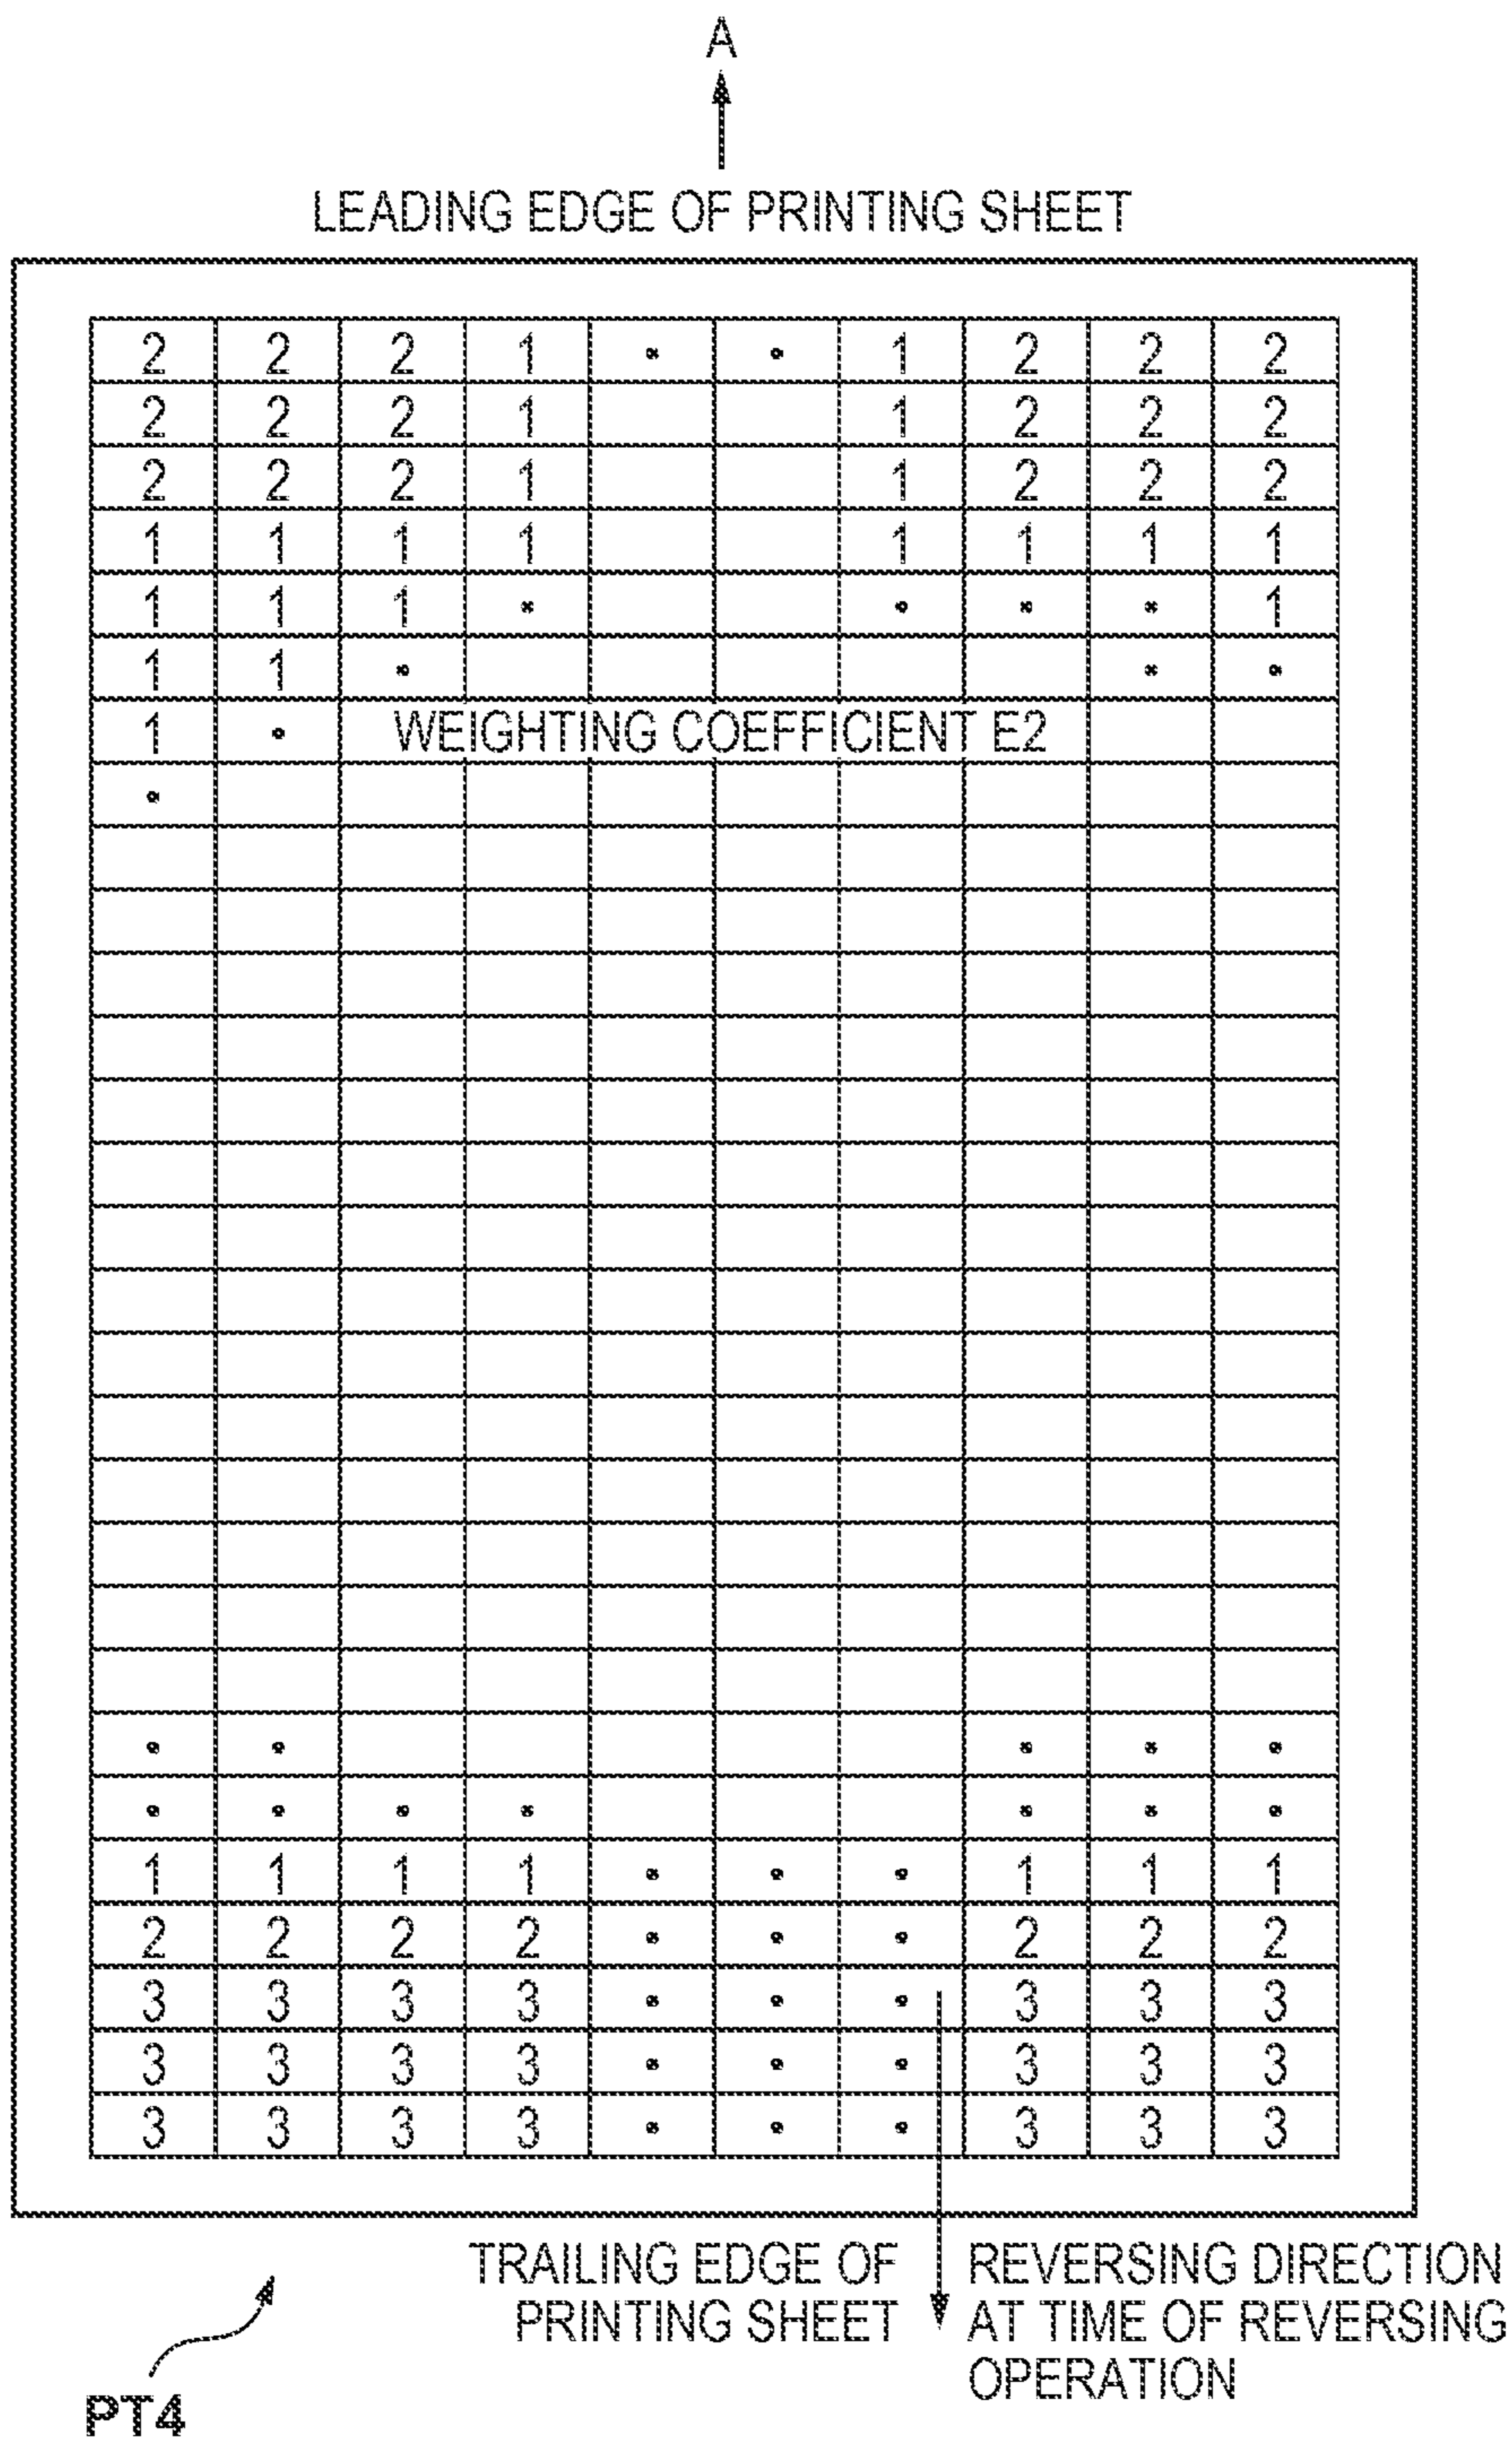 A
LEADING EDGE OF PRINTING SHEET
2 2 2 1 • • 1 2 2 2
2 2 2 1 1 2 2 2
2 2 2 1 1 2 2 2
1 1 1 1 1 1 1 1
1 1 1 • • • • 1
1 1 • • •
1 • WEIGHTING COEFFICIENT E2
•
• • • • •
• • • • • • •
1 1 1 1 • • • 1 1 1
2 2 2 2 • • • 2 2 2
3 3 3 3 • • • 3 3 3
3 3 3 3 • • • 3 3 3
3 3 3 3 • • • 3 3 3
TRAILING EDGE OF
PRINTING SHEET
REVERSING DIRECTION
AT TIME OF REVERSING
OPERATION
PT4